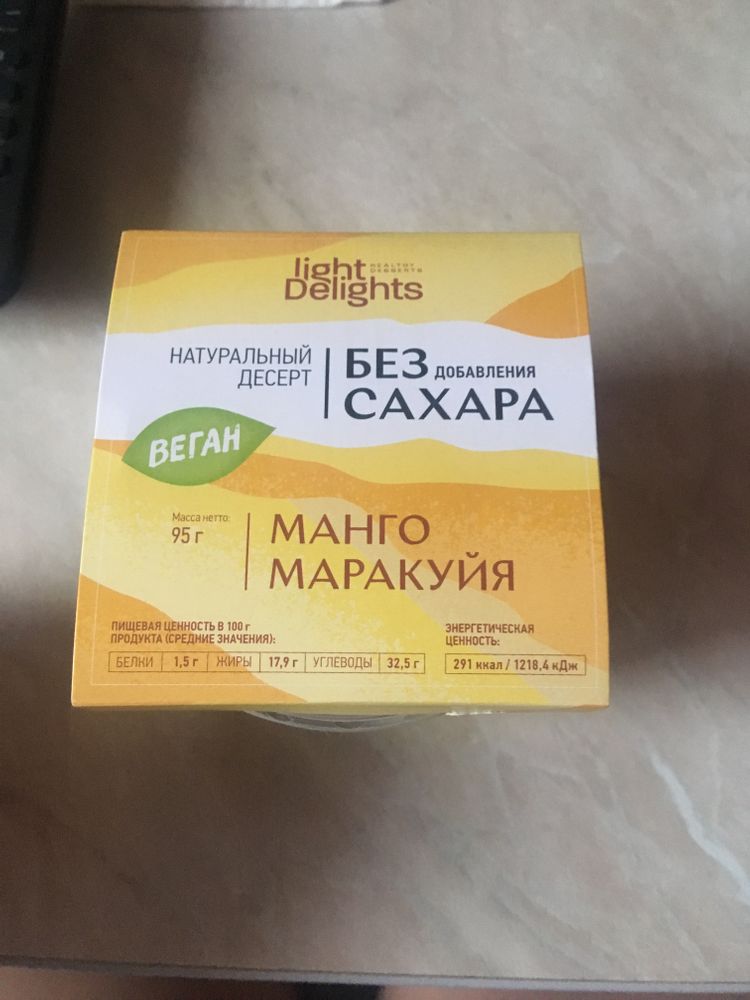 light HEALTHY
Delights DESSERTS
НАТУРАЛЬНЫЙ
ДЕСЕРТ
БЕЗ ДОБАВЛЕНИЯ
САХАРА
ВЕГАН
Масса нетто:
95 г
МАНГО
МАРАКУЙЯ
ПИЩЕВАЯ ЦЕННОСТЬ В 100 г
ПРОДУКТА (СРЕДНИЕ ЗНАЧЕНИЯ):
БЕЛКИ 1,5 г ЖИРЫ 17,9 г УГЛЕВОДЫ 32,5 г
ЭНЕРГЕТИЧЕСКАЯ
ЦЕННОСТЬ:
291 ккал / 1218,4 кДж